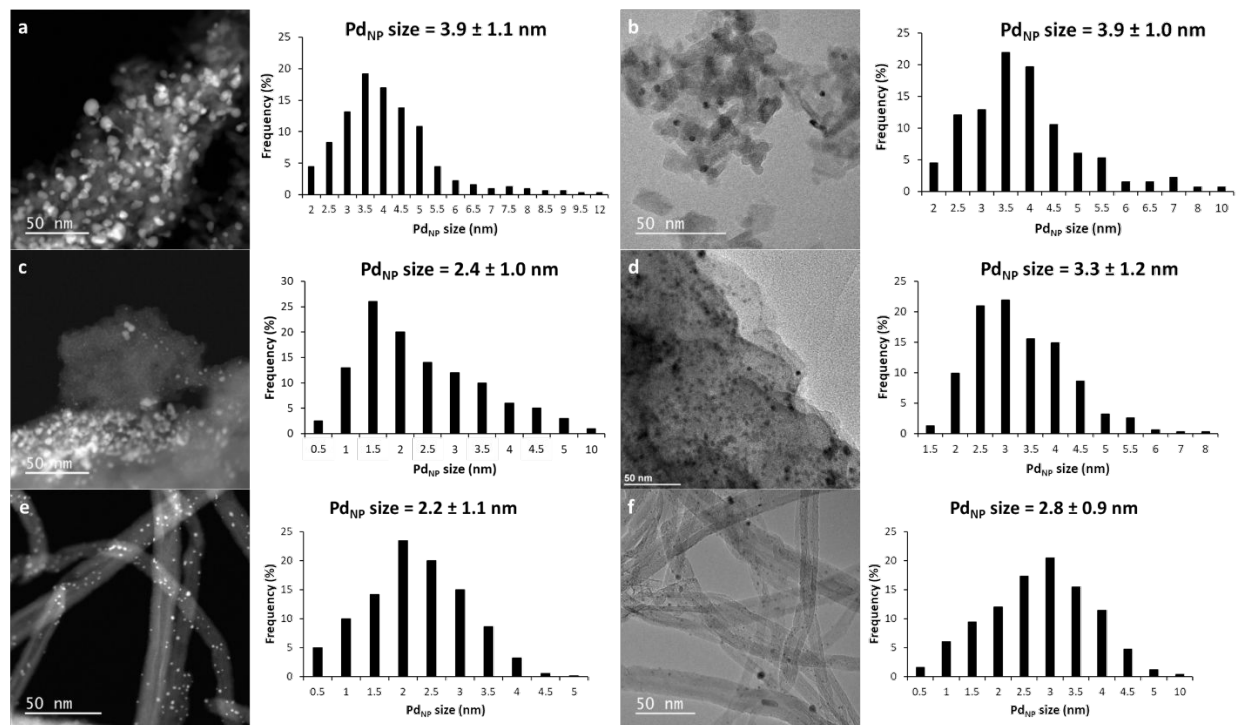 a
50 nm
Pd_NP size = 3.9 ± 1.1 nm
Frequency (%)
25
20
15
10
5
0
2 2.5 3 3.5 4 4.5 5 5.5 6 6.5 7 7.5 8 8.5 9 9.5 12
Pd_NP size (nm)
b
50 nm
Pd_NP size = 3.9 ± 1.0 nm
Frequency (%)
25
20
15
10
5
0
2 2.5 3 3.5 4 4.5 5 5.5 6 6.5 7 8 10
Pd_NP size (nm)
c
50 nm
Pd_NP size = 2.4 ± 1.0 nm
Frequency (%)
30
25
20
15
10
5
0
0.5 1 1.5 2 2.5 3 3.5 4 4.5 5 10
Pd_NP size (nm)
d
50 nm
Pd_NP size = 3.3 ± 1.2 nm
Frequency (%)
25
20
15
10
5
0
1.5 2 2.5 3 3.5 4 4.5 5 5.5 6 7 8
Pd_NP size (nm)
e
50 nm
Pd_NP size = 2.2 ± 1.1 nm
Frequency (%)
25
20
15
10
5
0
0.5 1 1.5 2 2.5 3 3.5 4 4.5 5
Pd_NP size (nm)
f
50 nm
Pd_NP size = 2.8 ± 0.9 nm
Frequency (%)
25
20
15
10
5
0
0.5 1 1.5 2 2.5 3 3.5 4 4.5 5 10
Pd_NP size (nm)